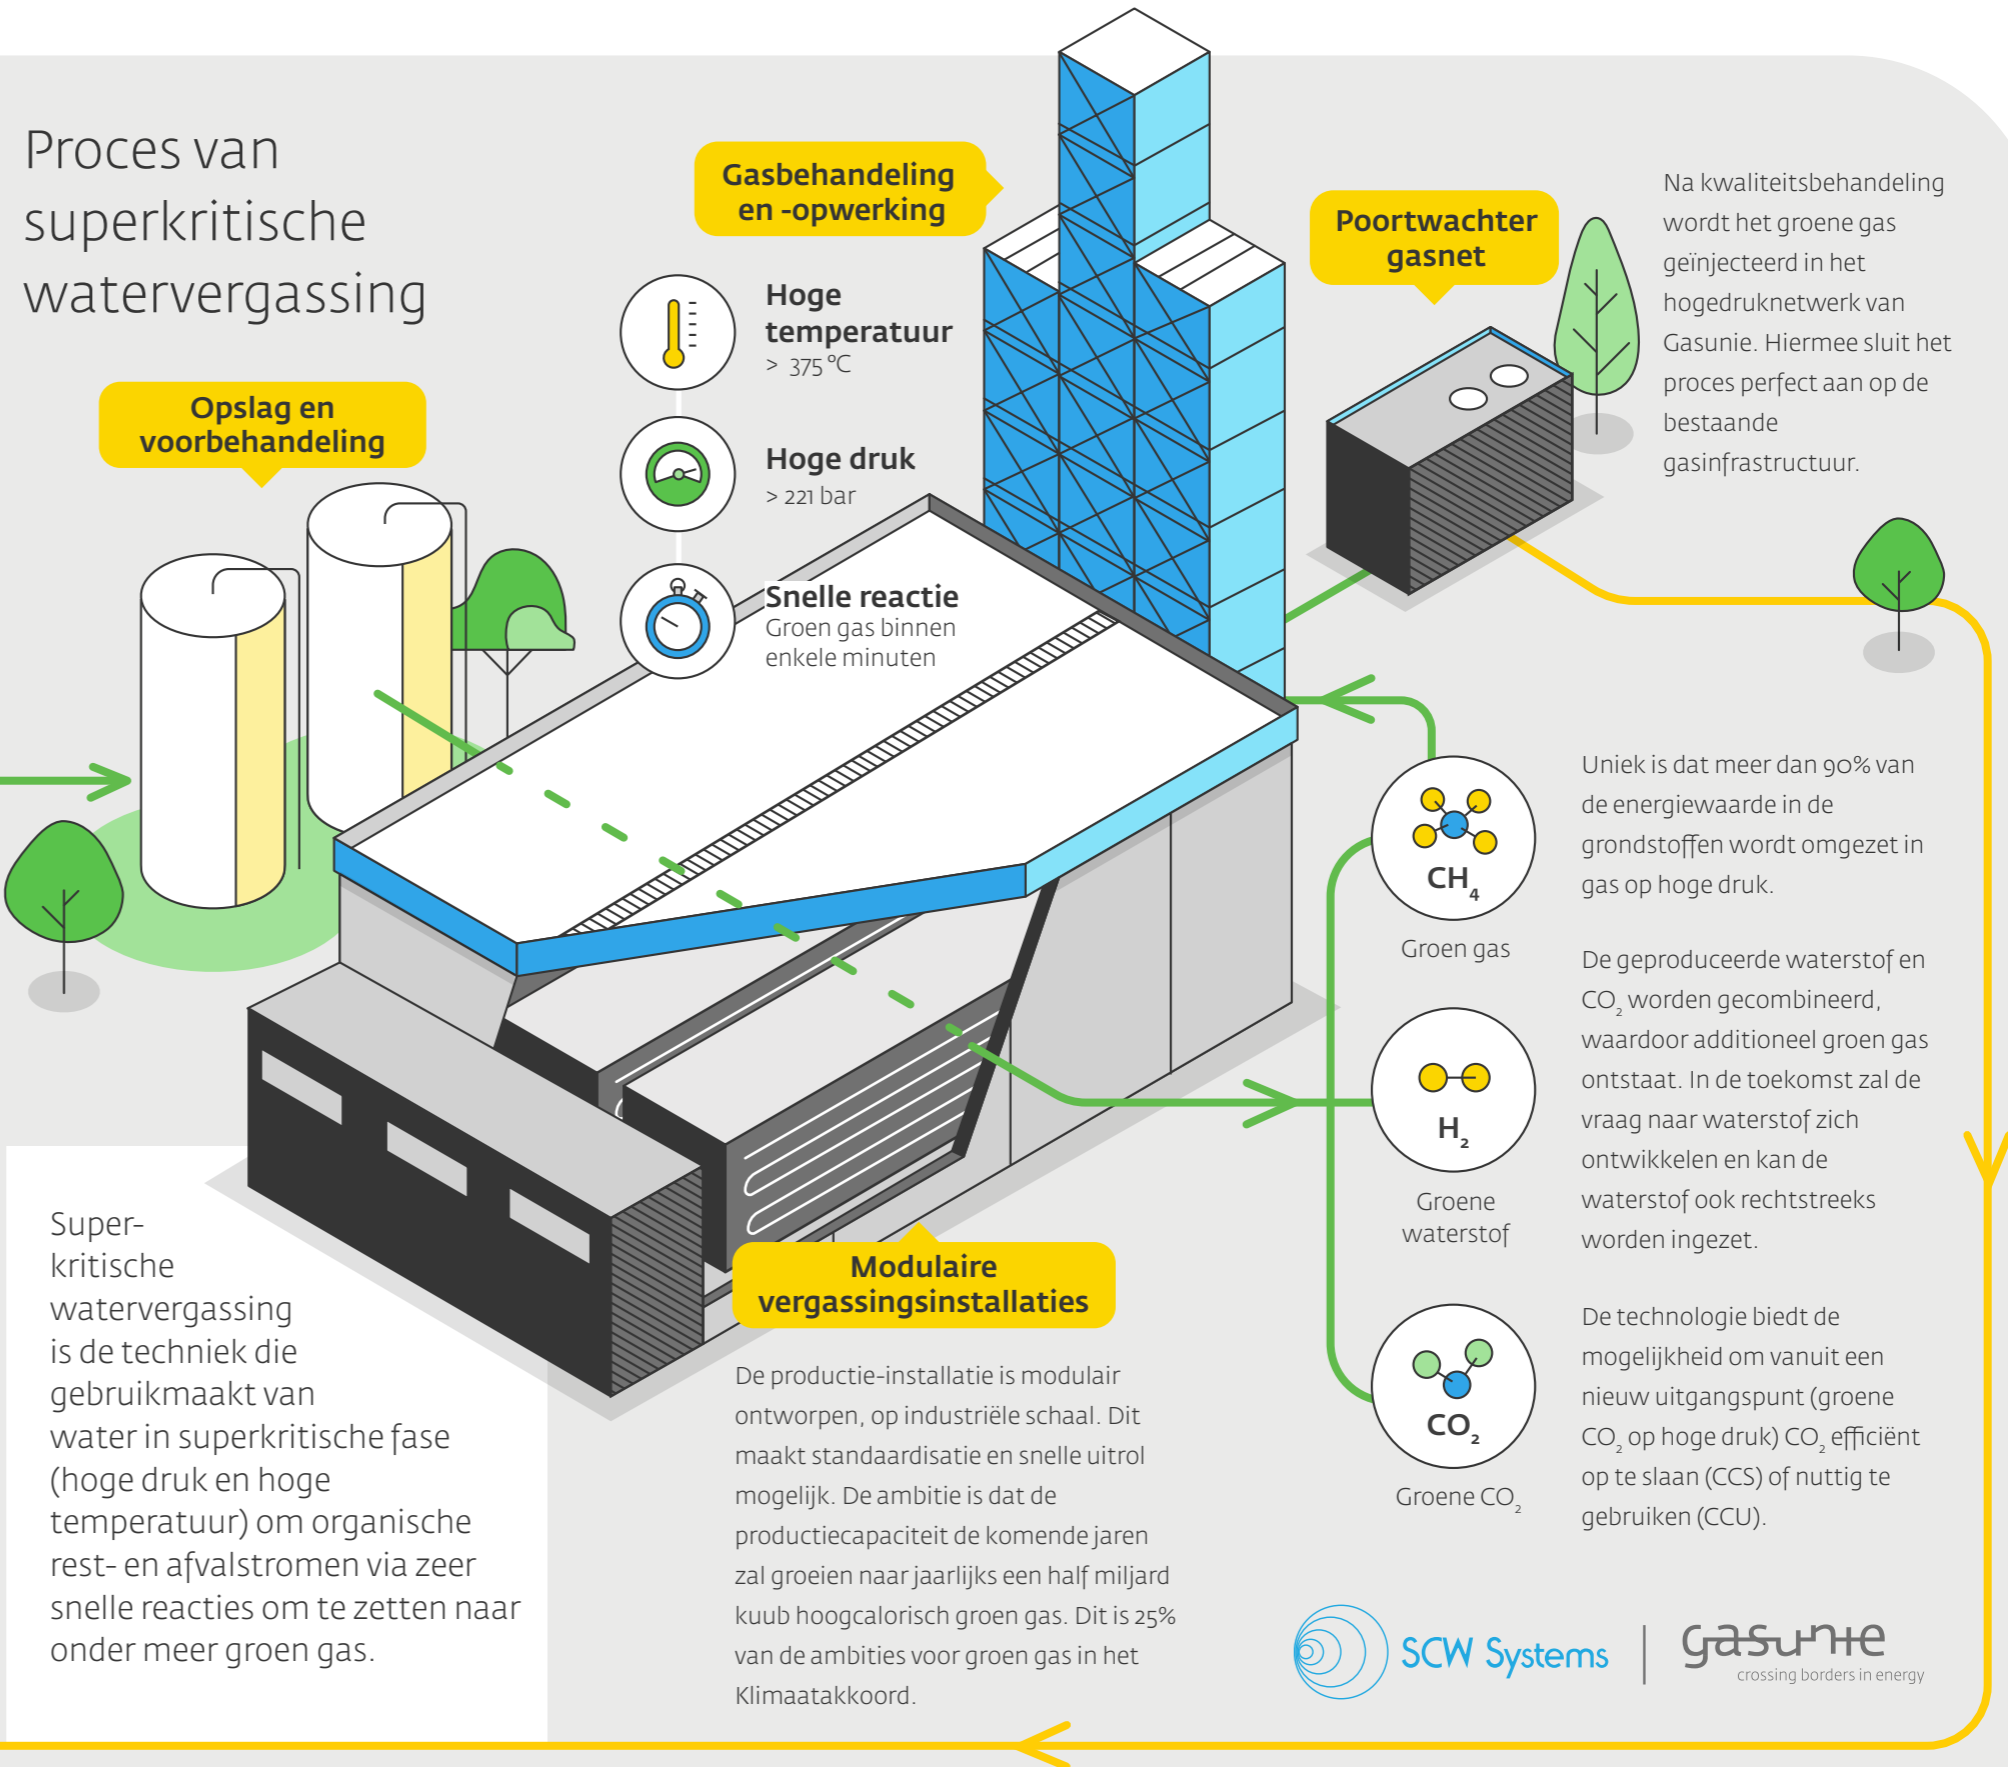 Proces van
superkritische
watervergassing
Opslag en
voorbehandeling
Gasbehandeling
en -opwerking
Hoge
temperatuur
> 375 °C
Hoge druk
> 221 bar
Snelle reactie
Groen gas binnen
enkele minuten
Poortwachter
gasnet
Na kwaliteitsbehandeling
wordt het groene gas
geïnjecteerd in het
hogedruknetwerk van
Gasunie. Hiermee sluit het
proces perfect aan op de
bestaande
gasinfrastructuur.
CH₄
Groen gas
Uniek is dat meer dan 90% van
de energiewaarde in de
grondstoffen wordt omgezet in
gas op hoge druk.
H₂
Groene
waterstof
De geproduceerde waterstof en
CO₂ worden gecombineerd,
waardoor additioneel groen gas
ontstaat. In de toekomst zal de
vraag naar waterstof zich
ontwikkelen en kan de
waterstof ook rechtstreeks
worden ingezet.
CO₂
Groene CO₂
De technologie biedt de
mogelijkheid om vanuit een
nieuw uitgangspunt (groene
CO₂ op hoge druk) CO₂ efficiënt
op te slaan (CCS) of nuttig te
gebruiken (CCU).
Super-
kritische
watervergassing
is de techniek die
gebruikmaakt van
water in superkritische fase
(hoge druk en hoge
temperatuur) om organische
rest- en afvalstromen via zeer
snelle reacties om te zetten naar
onder meer groen gas.
Modulaire
vergassingsinstallaties
De productie-installatie is modulair
ontworpen, op industriële schaal. Dit
maakt standaardisatie en snelle uitrol
mogelijk. De ambitie is dat de
productiecapaciteit de komende jaren
zal groeien naar jaarlijks een half miljard
kuub hoogcalorisch groen gas. Dit is 25%
van de ambities voor groen gas in het
Klimaatakkoord.
SCW Systems
gasunie
crossing borders in energy